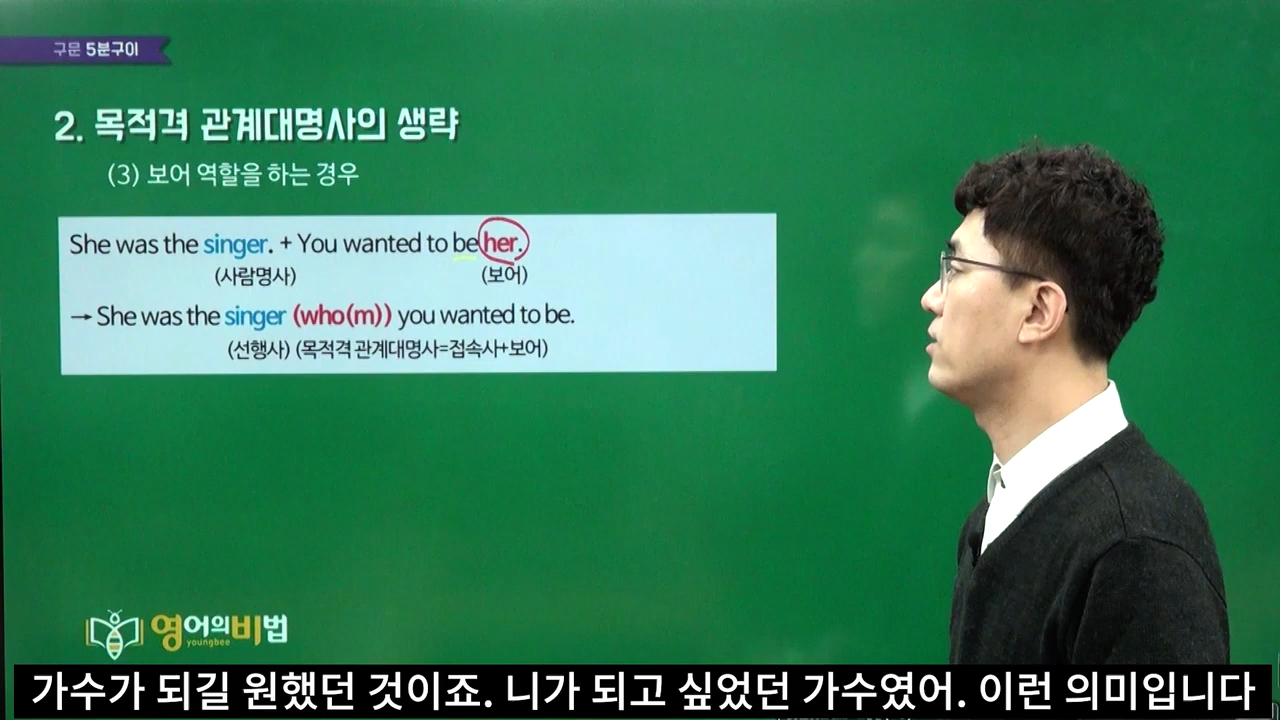 구문 5분구이
2. 목적격 관계대명사의 생략
(3) 보어 역할을 하는 경우
She was the singer. + You wanted to be her.
(사람명사) (보어)
→ She was the singer (who(m)) you wanted to be.
(선행사) (목적격 관계대명사=접속사+보어)
영어의비법
youngbee
가수가 되길 원했던 것이죠. 니가 되고 싶었던 가수였어. 이런 의미입니다